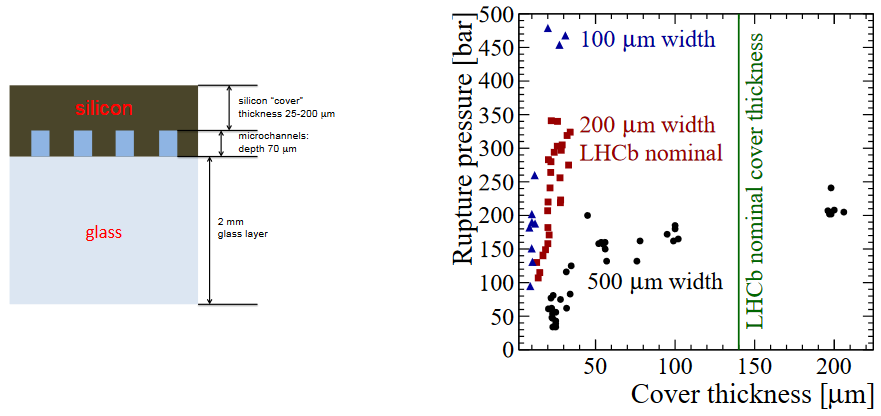 silicon
silicon "cover"
thickness 25-200 μm
microchannels:
depth 70 μm
glass
2 mm
glass layer
Rupture pressure [bar]
500
450
400
350
300
250
200
150
100
50
0
100 μm width
200 μm width
LHCb nominal
500 μm width
LHCb nominal cover thickness
50
100
150
200
Cover thickness [μm]